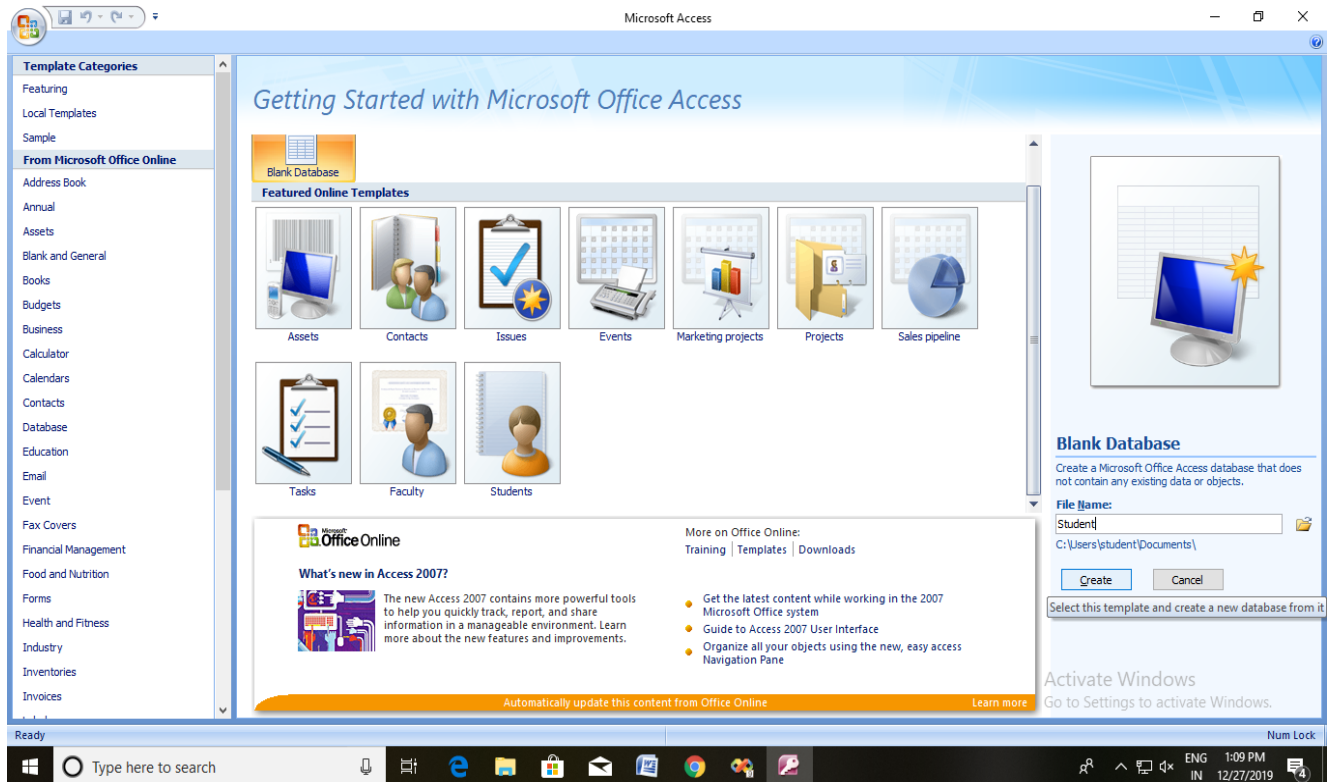 Microsoft Access
Template Categories
Featuring
Local Templates
Sample
From Microsoft Office Online
Address Book
Annual
Assets
Blank and General
Books
Budgets
Business
Calculator
Calendars
Contacts
Database
Education
Email
Event
Fax Covers
Financial Management
Food and Nutrition
Forms
Health and Fitness
Industry
Inventories
Invoices
Getting Started with Microsoft Office Access
Blank Database
Featured Online Templates
Assets
Contacts
Issues
Events
Marketing projects
Projects
Sales pipeline
Tasks
Faculty
Students
Microsoft
Office Online
What's new in Access 2007?
The new Access 2007 contains more powerful tools
to help you quickly track, report, and share
information in a manageable environment. Learn
more about the new features and improvements.
More on Office Online:
Training | Templates | Downloads
Get the latest content while working in the 2007
Microsoft Office system
Guide to Access 2007 User Interface
Organize all your objects using the new, easy access
Navigation Pane
Automatically update this content from Office Online
Learn more
Blank Database
Create a Microsoft Office Access database that does
not contain any existing data or objects.
File Name:
Student
C:\Users\student\Documents\
Create
Cancel
Select this template and create a new database from it
Activate Windows
Go to Settings to activate Windows.
Ready
Num Lock
Type here to search
ENG
IN
1:09 PM
12/27/2019
4